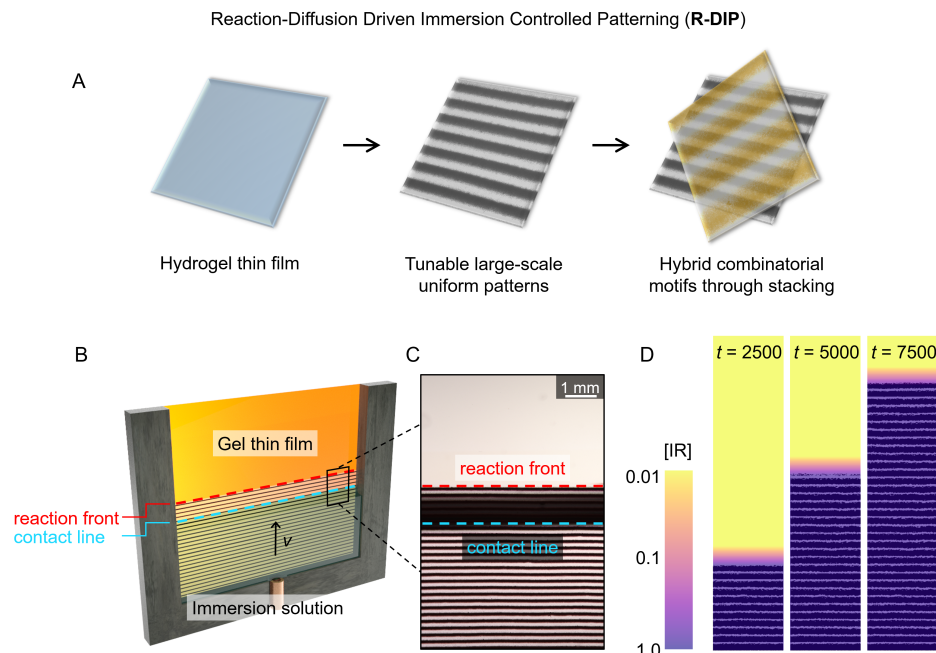 Reaction-Diffusion Driven Immersion Controlled Patterning (R-DIP)
A
Hydrogel thin film
Tunable large-scale
uniform patterns
Hybrid combinatorial
motifs through stacking
B
Gel thin film
reaction front
contact line
v
Immersion solution
C
1 mm
reaction front
contact line
D
t = 2500
t = 5000
t = 7500
[IR]
0.01
0.1
1.0